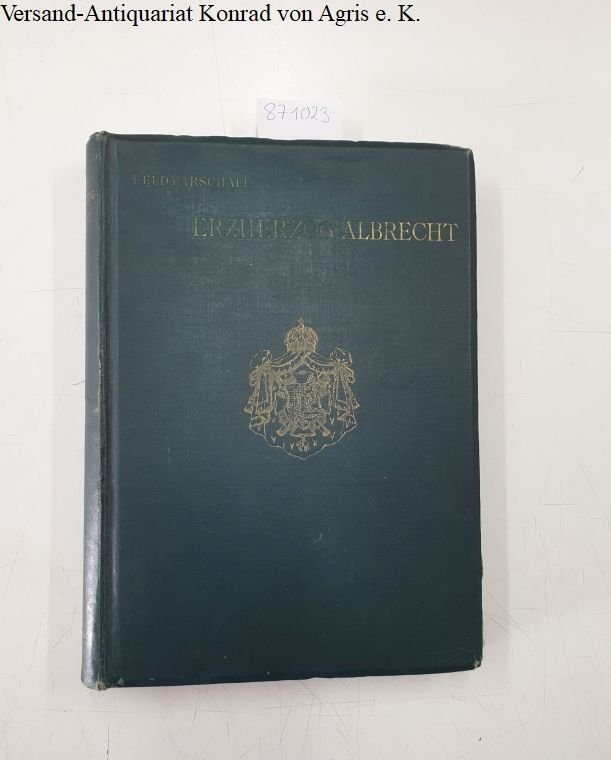 Versand-Antiquariat Konrad von Agris e. K.
871023
FELDMARSCHALL
ERZHERZOG ALBRECHT